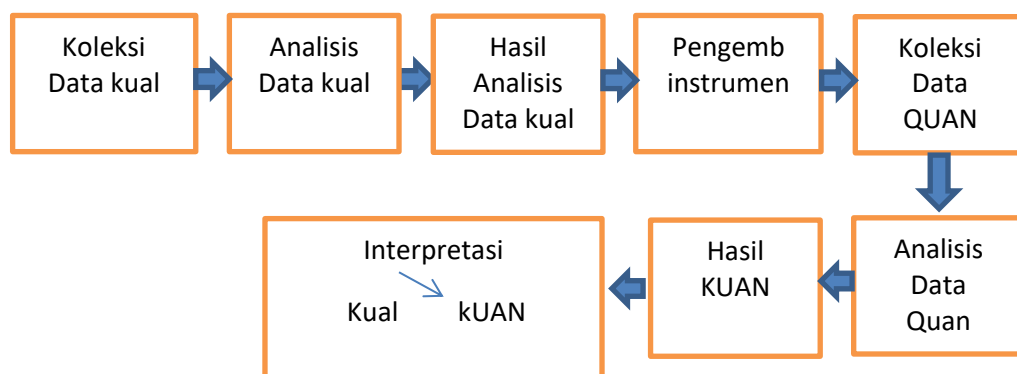 Koleksi
Data kual
Analisis
Data kual
Hasil
Analisis
Data kual
Pengemb
instrumen
Koleksi
Data
QUAN
Analisis
Data
Quan
Hasil
KUAN
Interpretasi
Kual kUAN